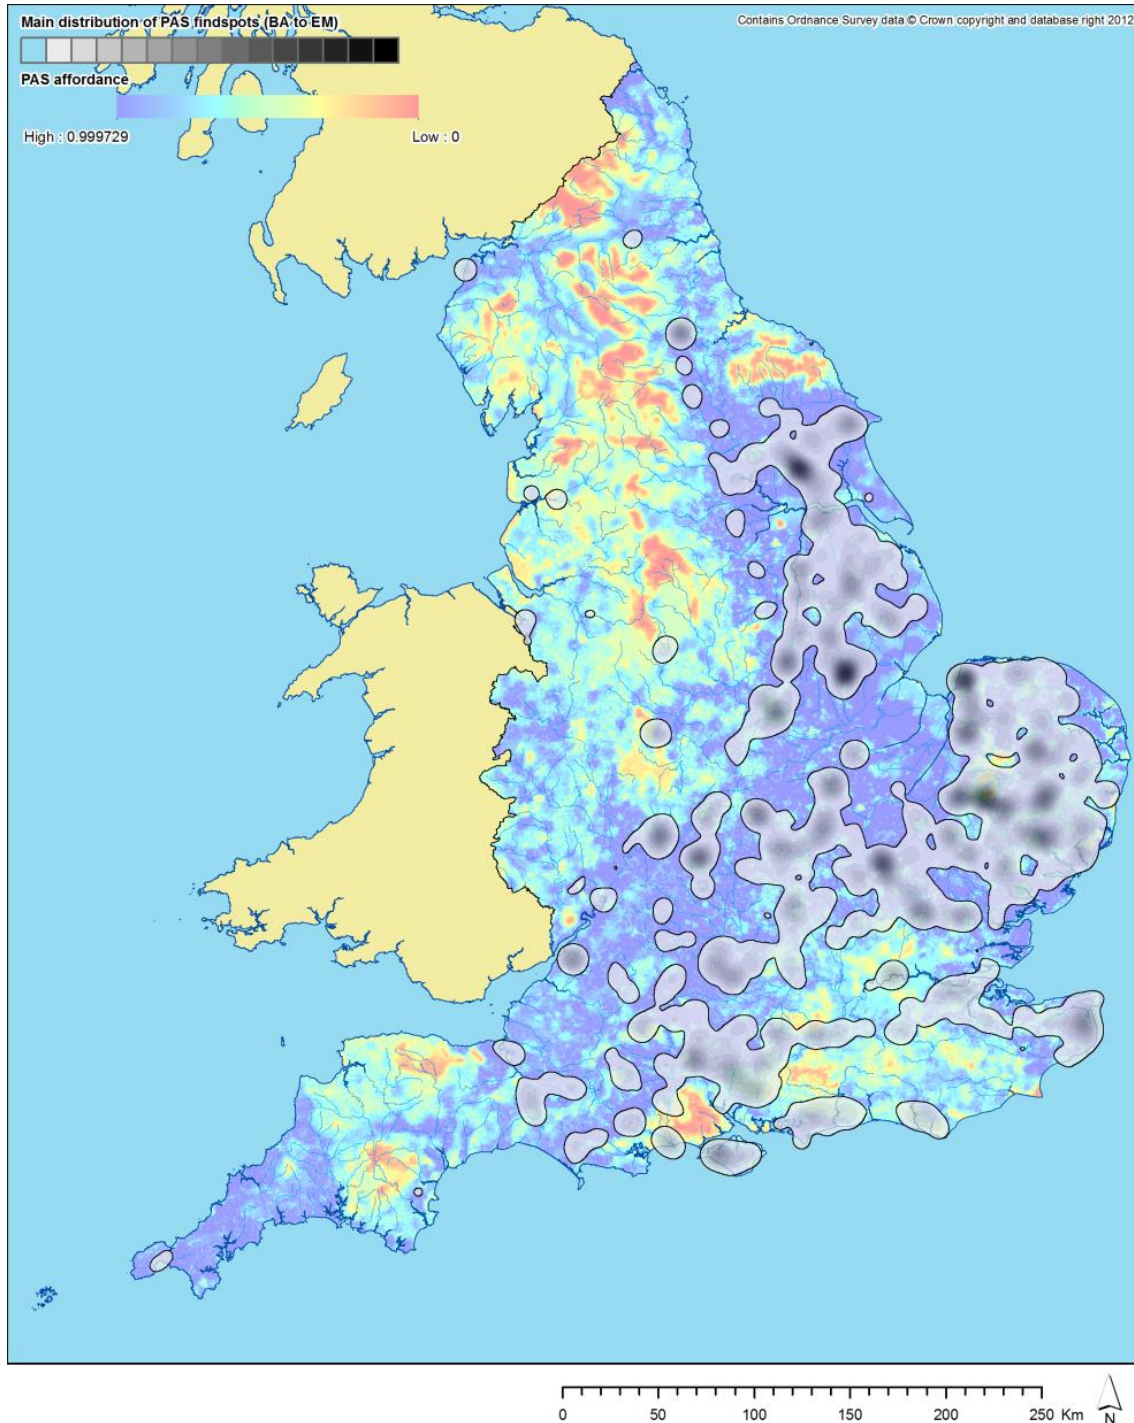 Main distribution of PAS findspots (BA to EM)
Contains Ordnance Survey data © Crown copyright and database right 2012
PAS affordance
High : 0.999729
Low : 0
0 50 100 150 200 250 Km
N